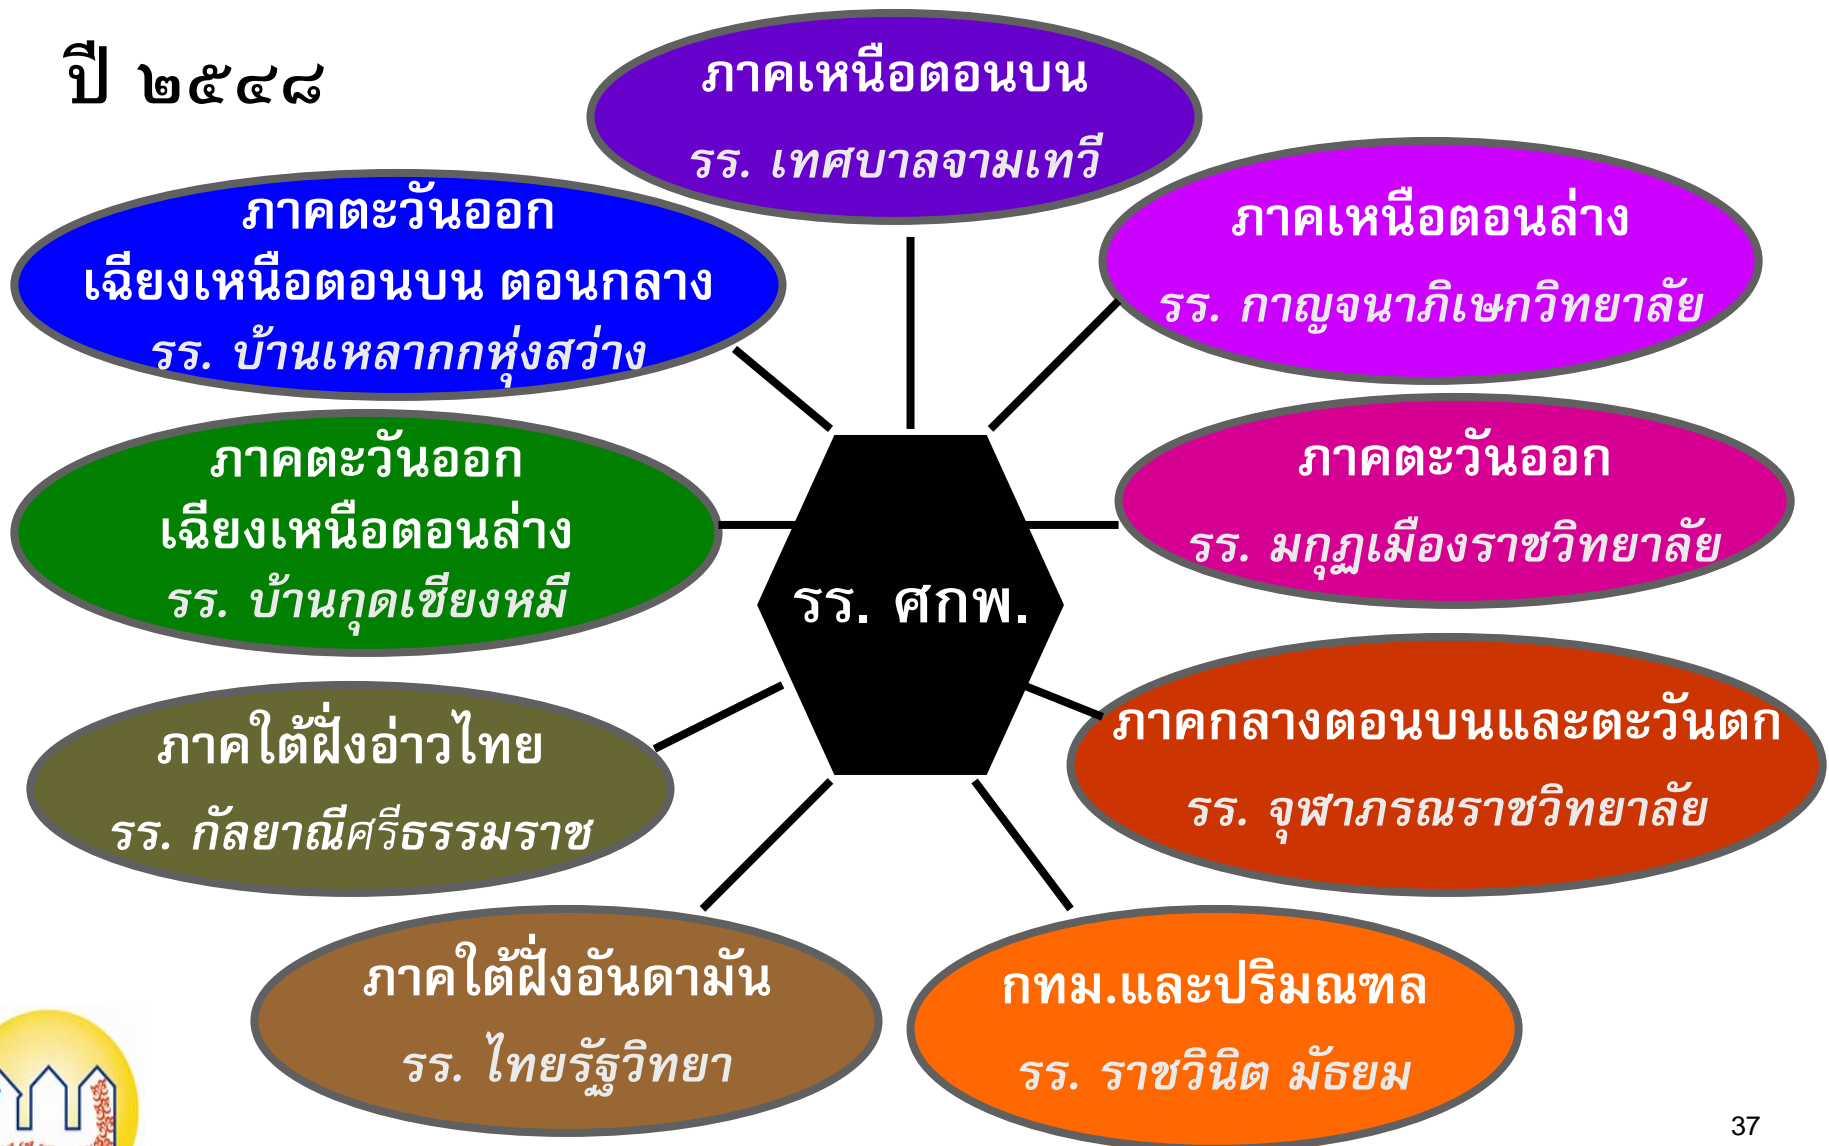 ปี ๒๕๔๘
ภาคเหนือตอนบน
รร. เทศบาลจามเทวี
ภาคเหนือตอนล่าง
รร. กาญจนาภิเษกวิทยาลัย
ภาคตะวันออก
เฉียงเหนือตอนบน ตอนกลาง
รร. บ้านเหลากกหุ่งสว่าง
ภาคตะวันออก
รร. มกุฏเมืองราชวิทยาลัย
ภาคตะวันออก
เฉียงเหนือตอนล่าง
รร. บ้านกุดเชียงหมี
รร. ศกพ.
ภาคกลางตอนบนและตะวันตก
รร. จุฬาภรณราชวิทยาลัย
ภาคใต้ฝั่งอ่าวไทย
รร. กัลยาณีศรีธรรมราช
ภาคใต้ฝั่งอันดามัน
รร. ไทยรัฐวิทยา
กทม.และปริมณฑล
รร. ราชวินิต มัธยม
37